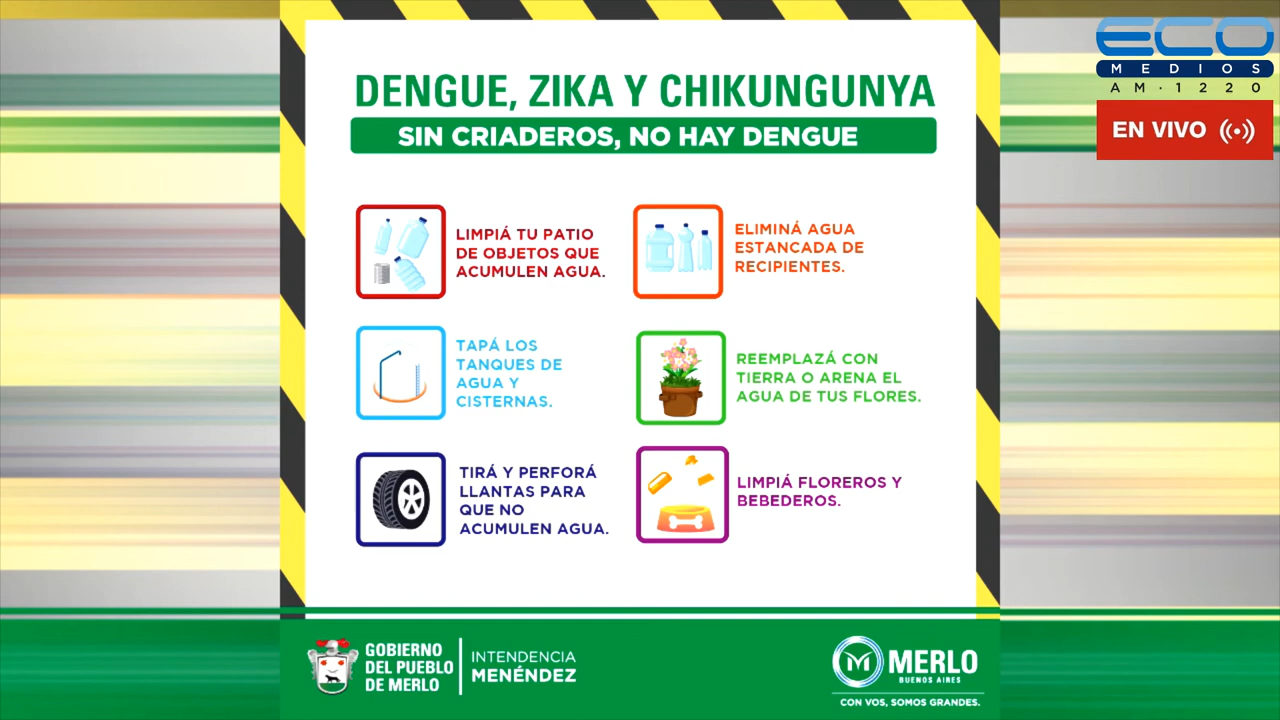 DENGUE, ZIKA Y CHIKUNGUNYA
SIN CRIADEROS, NO HAY DENGUE
LIMPIÁ TU PATIO
DE OBJETOS QUE
ACUMULEN AGUA.
ELIMINÁ AGUA
ESTANCADA DE
RECIPIENTES.
TAPÁ LOS
TANQUES DE
AGUA Y
CISTERNAS.
REEMPLAZÁ CON
TIERRA O ARENA EL
AGUA DE TUS FLORES.
TIRÁ Y PERFORÁ
LLANTAS PARA
QUE NO
ACUMULEN AGUA.
LIMPIÁ FLOREROS Y
BEBEDEROS.
GOBIERNO
DEL PUEBLO
DE MERLO
INTENDENCIA
MENÉNDEZ
MERLO
BUENOS AIRES
CON VOS, SOMOS GRANDES.
ECO
MEDIOS
AM·1220
EN VIVO